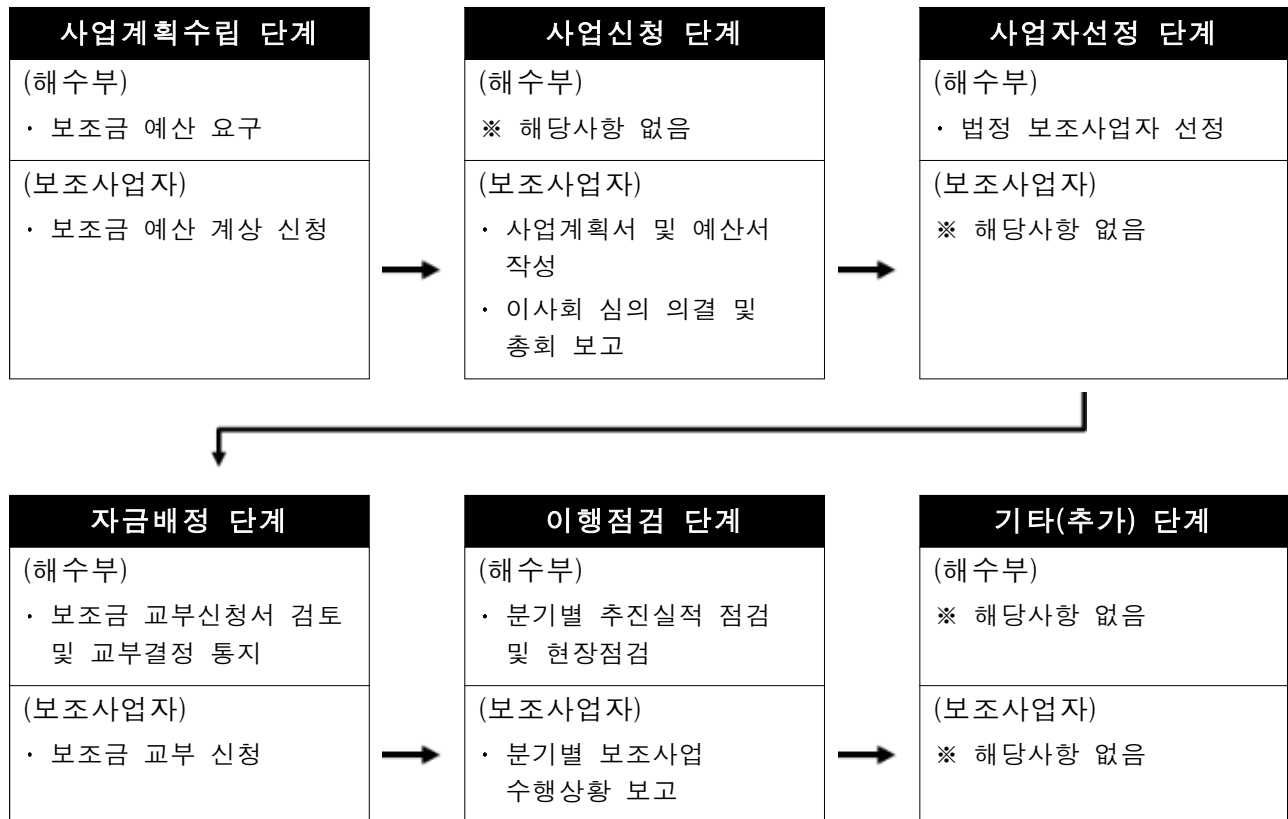 사업계획수립 단계
(해수부)
· 보조금 예산 요구
(보조사업자)
· 보조금 예산 계상 신청
사업신청 단계
(해수부)
※ 해당사항 없음
(보조사업자)
· 사업계획서 및 예산서
작성
· 이사회 심의 의결 및
총회 보고
사업자선정 단계
(해수부)
· 법정 보조사업자 선정
(보조사업자)
※ 해당사항 없음
자금배정 단계
(해수부)
· 보조금 교부신청서 검토
및 교부결정 통지
(보조사업자)
· 보조금 교부 신청
이행점검 단계
(해수부)
· 분기별 추진실적 점검
및 현장점검
(보조사업자)
· 분기별 보조사업
수행상황 보고
기타(추가) 단계
(해수부)
※ 해당사항 없음
(보조사업자)
※ 해당사항 없음